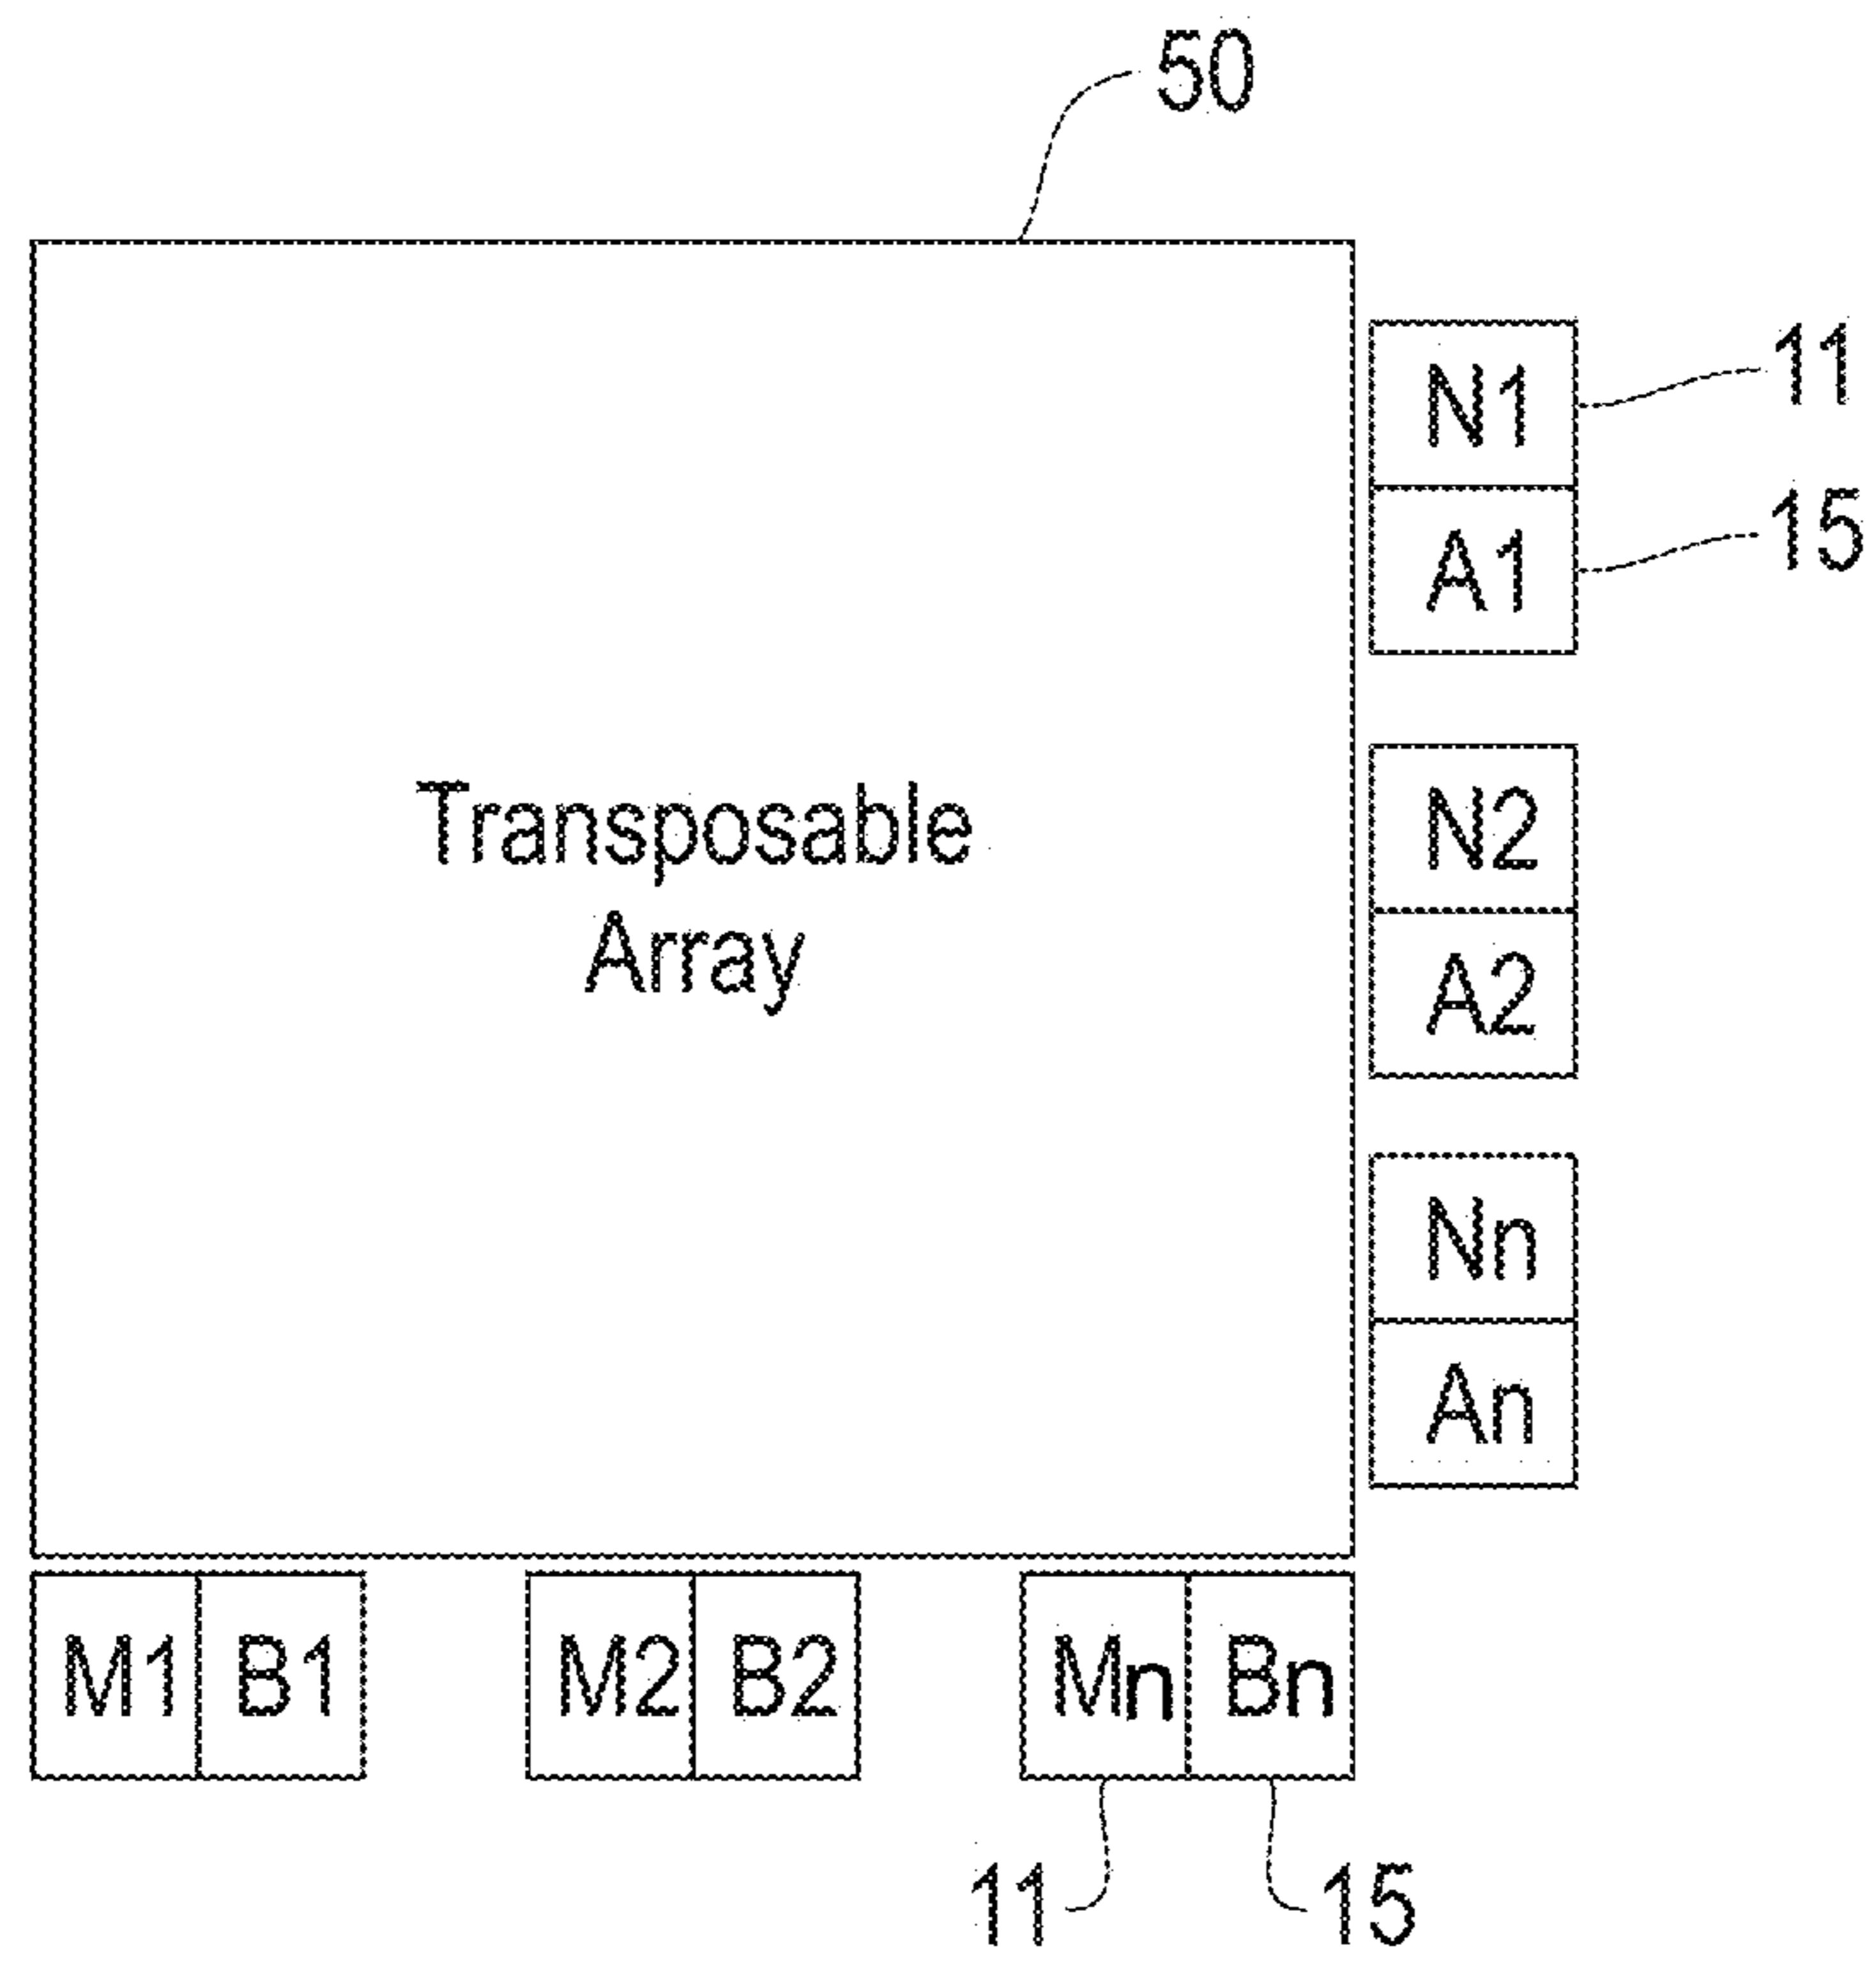 50
N1
11
A1
15
Transposable
Array
N2
A2
Nn
An
M1 B1 M2 B2 Mn Bn
11 15